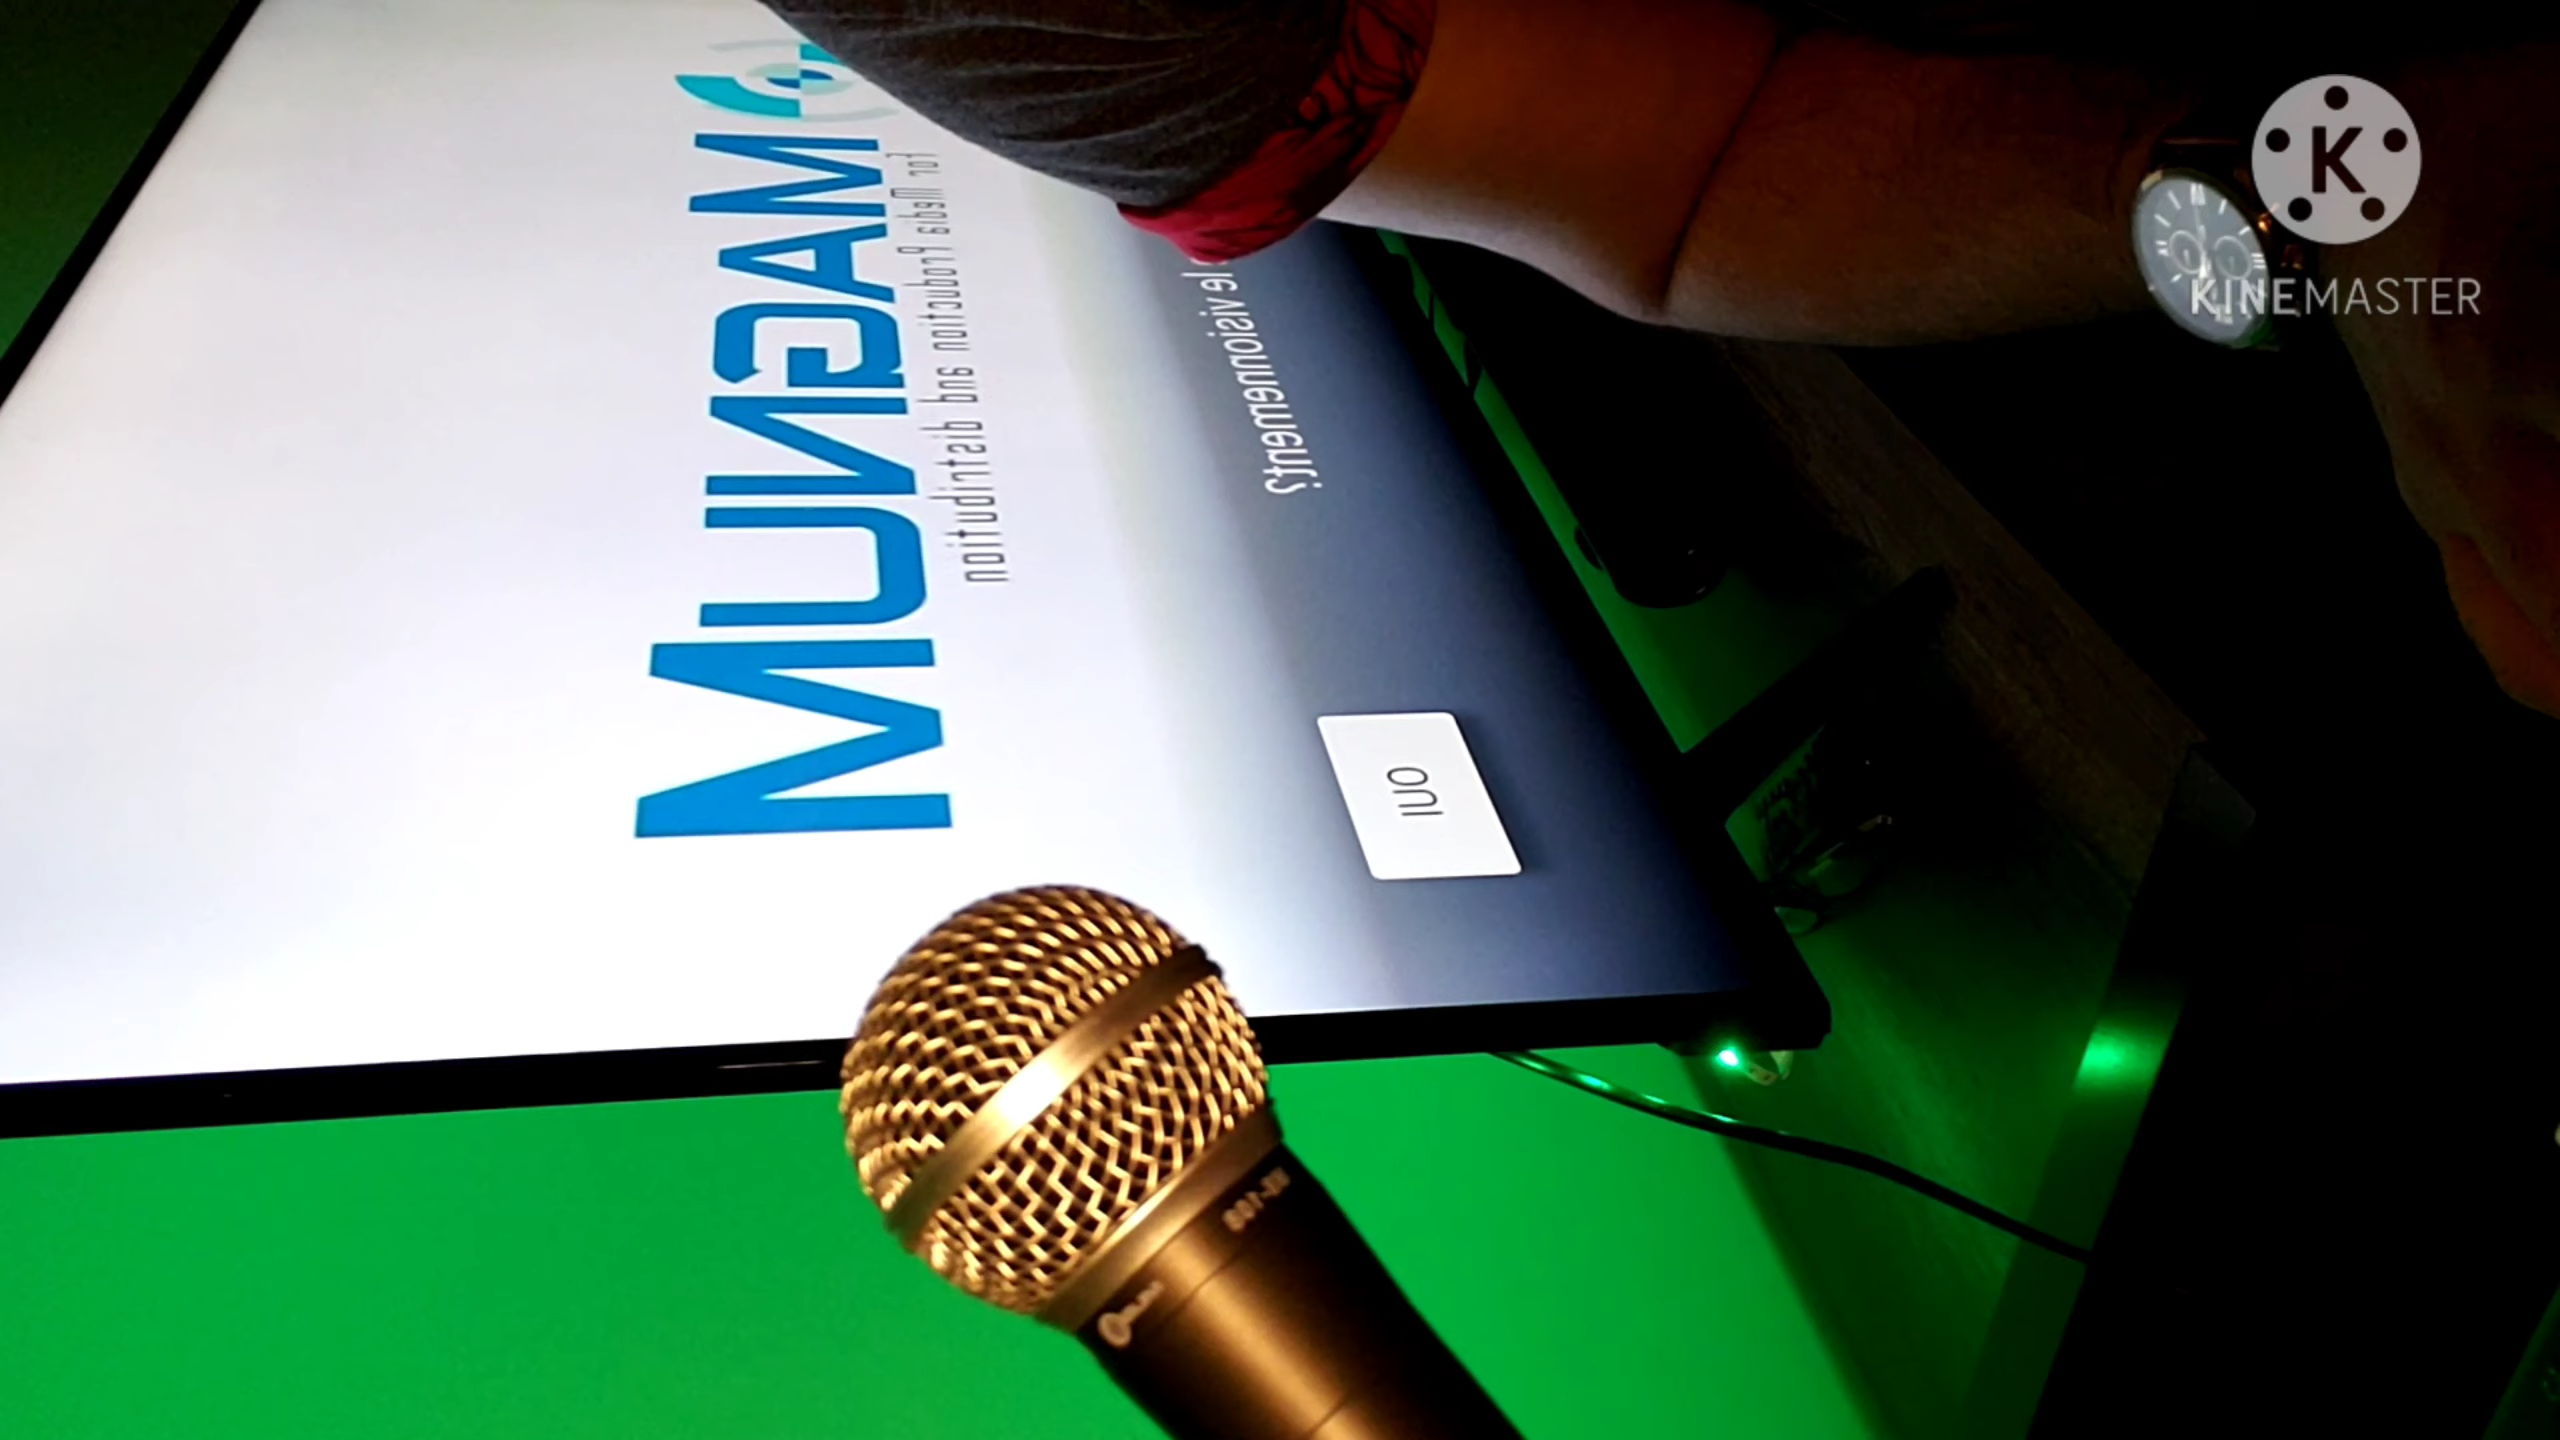 MAGNUM
For Media Production and distribution
le visionnement?
OUI
K
KINEMASTER